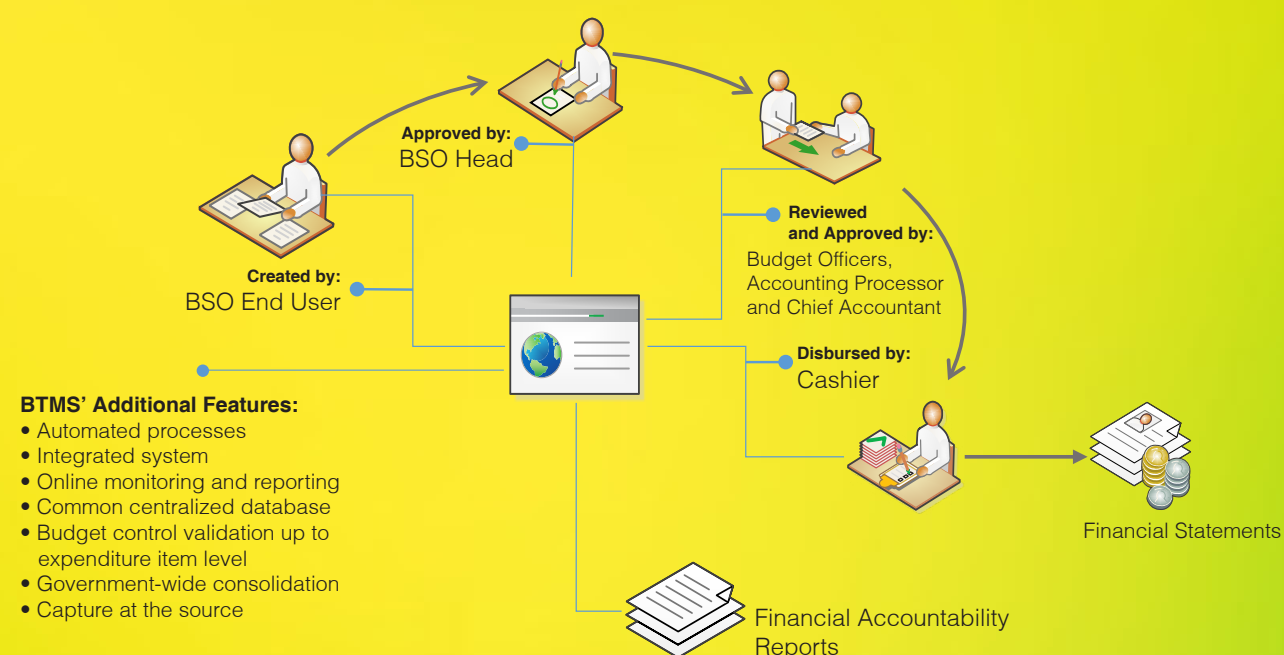 Approved by:
BSO Head
Created by:
BSO End User
Reviewed
and Approved by:
Budget Officers,
Accounting Processor
and Chief Accountant
Disbursed by:
Cashier
BTMS' Additional Features:
• Automated processes
• Integrated system
• Online monitoring and reporting
• Common centralized database
• Budget control validation up to
expenditure item level
• Government-wide consolidation
• Capture at the source
Financial Statements
Financial Accountability
Reports